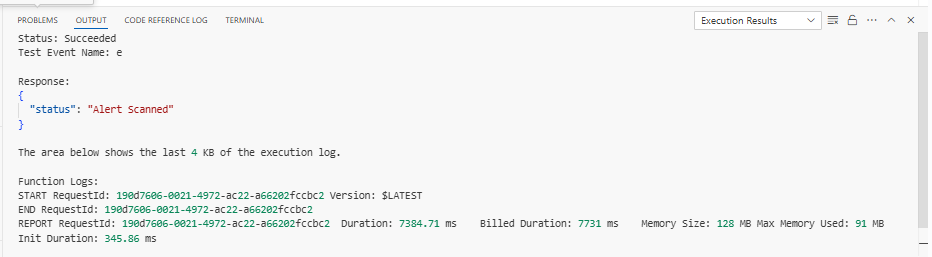 PROBLEMS OUTPUT CODE REFERENCE LOG TERMINAL Execution Results
Status: Succeeded
Test Event Name: e
Response:
{
"status": "Alert Scanned"
}
The area below shows the last 4 KB of the execution log.
Function Logs:
START RequestId: 190d7606-0021-4972-ac22-a66202fccbc2 Version: $LATEST
END RequestId: 190d7606-0021-4972-ac22-a66202fccbc2
REPORT RequestId: 190d7606-0021-4972-ac22-a66202fccbc2 Duration: 7384.71 ms Billed Duration: 7731 ms Memory Size: 128 MB Max Memory Used: 91 MB
Init Duration: 345.86 ms